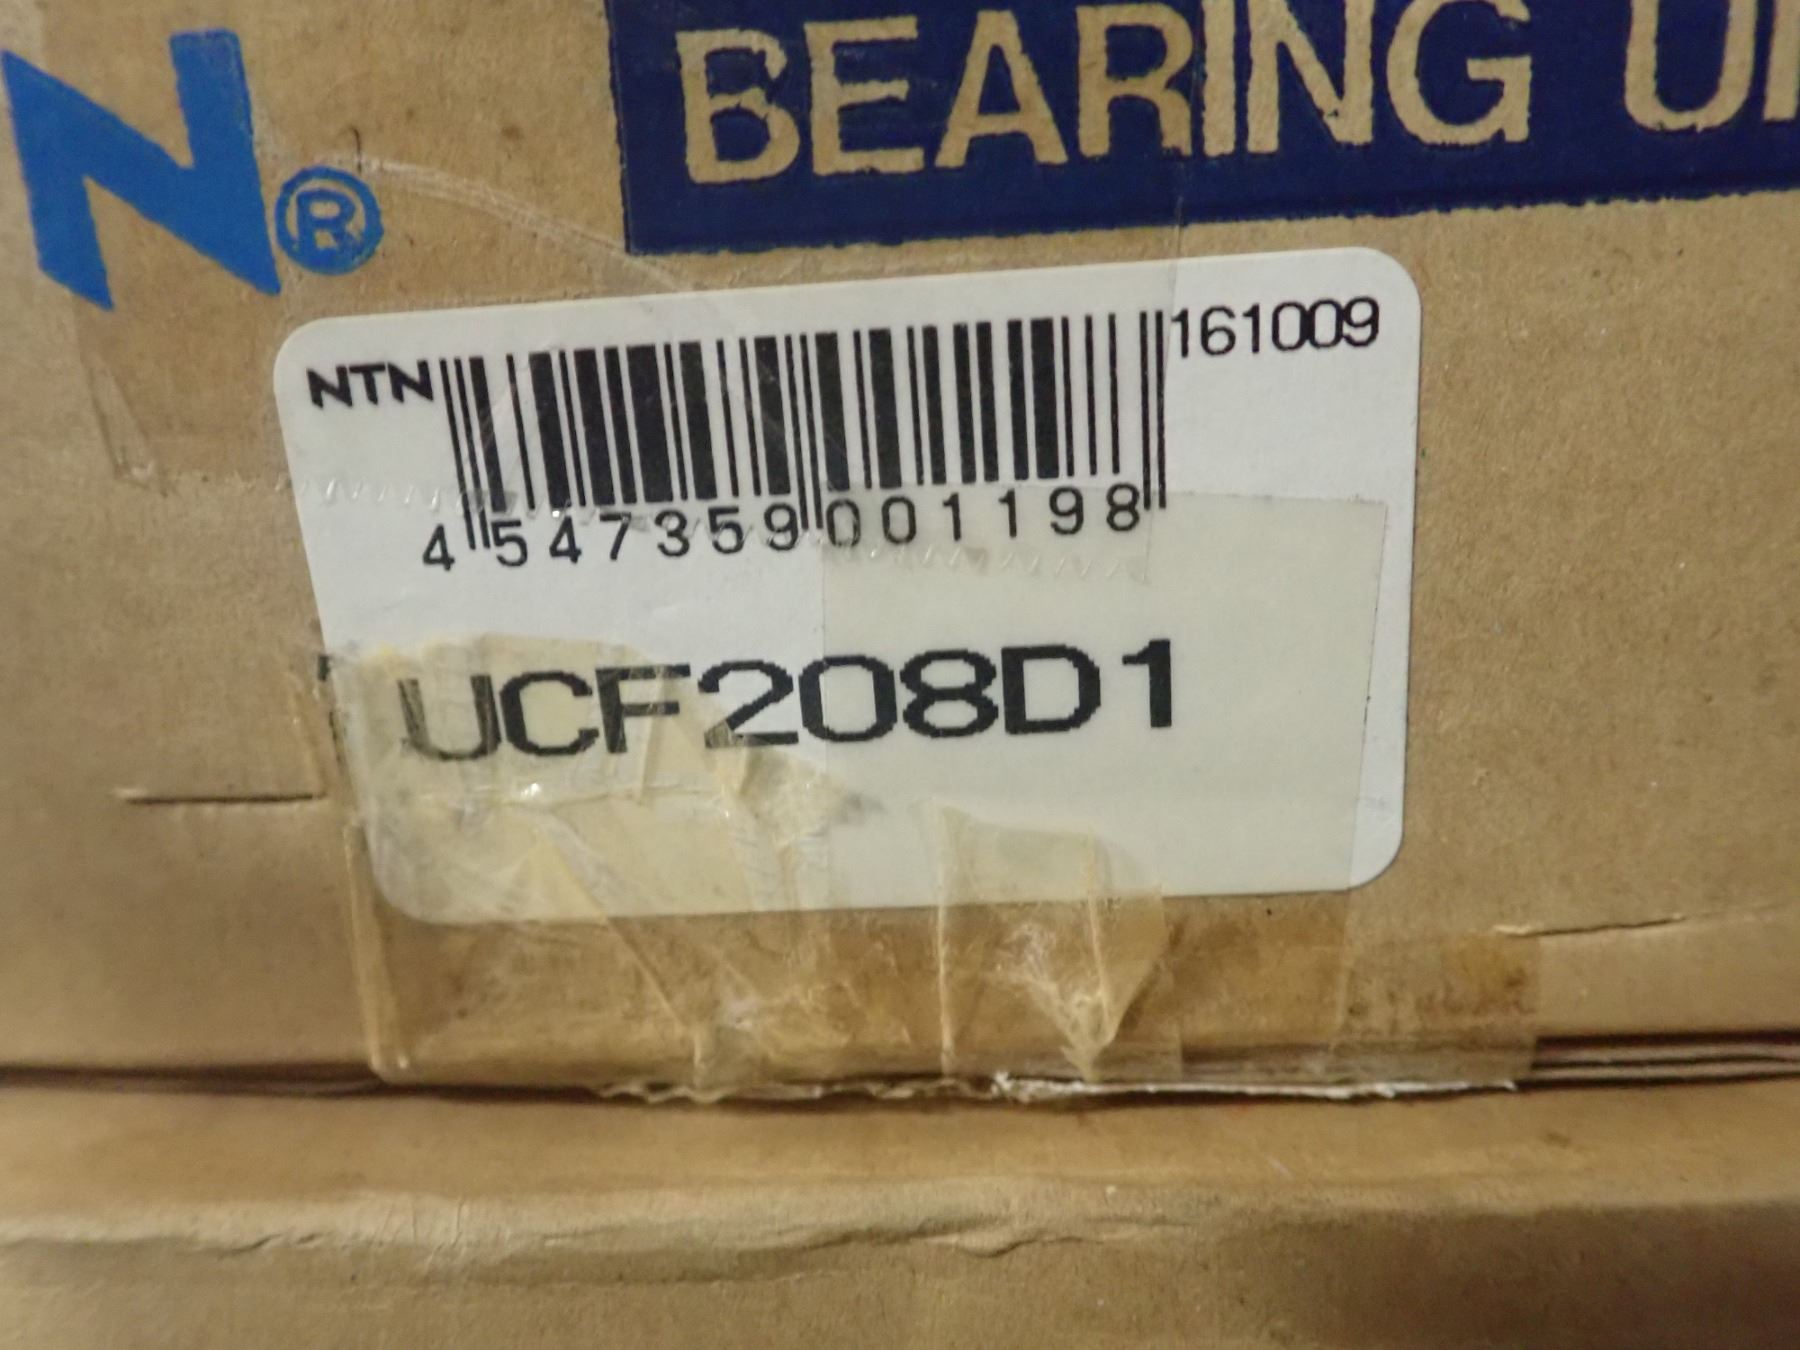 N®
BEARING
NTN
161009
4 547359 001198
UCF208D1